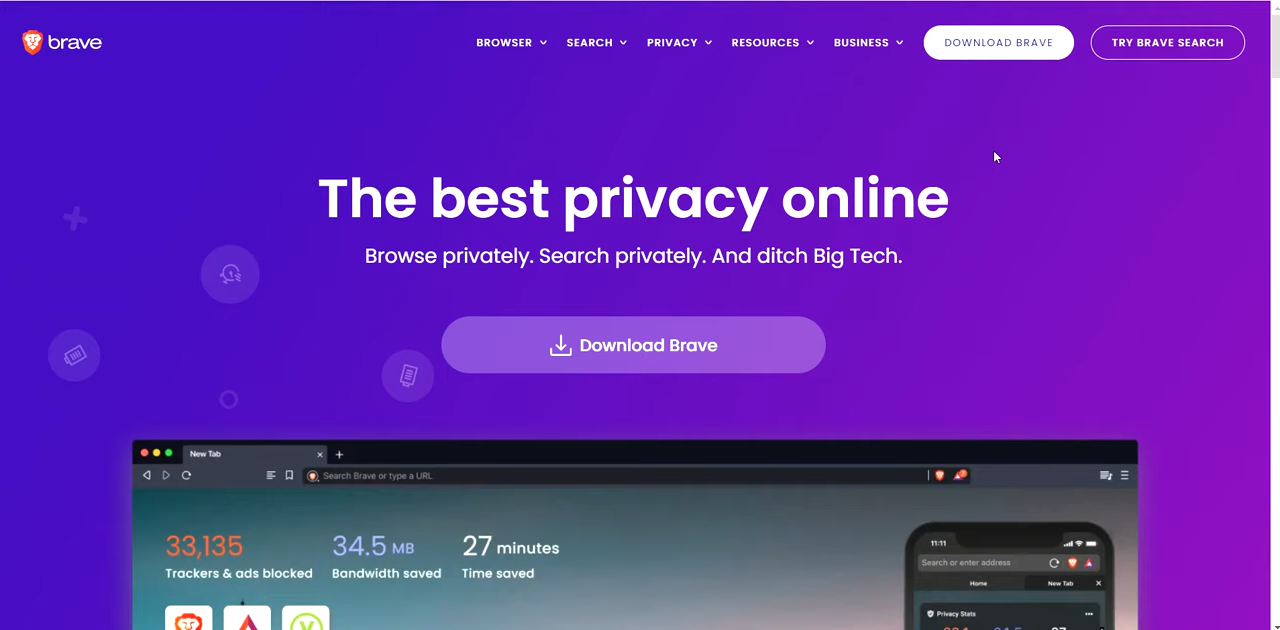 brave
BROWSER
SEARCH
PRIVACY
RESOURCES
BUSINESS
DOWNLOAD BRAVE
TRY BRAVE SEARCH
The best privacy online
Browse privately. Search privately. And ditch Big Tech.
Download Brave
New Tab
Search Brave or type a URL
33,135
Trackers & ads blocked
34.5 MB
Bandwidth saved
27 minutes
Time saved
11:11
Search or enter address
Home
New Tab
Privacy Stats